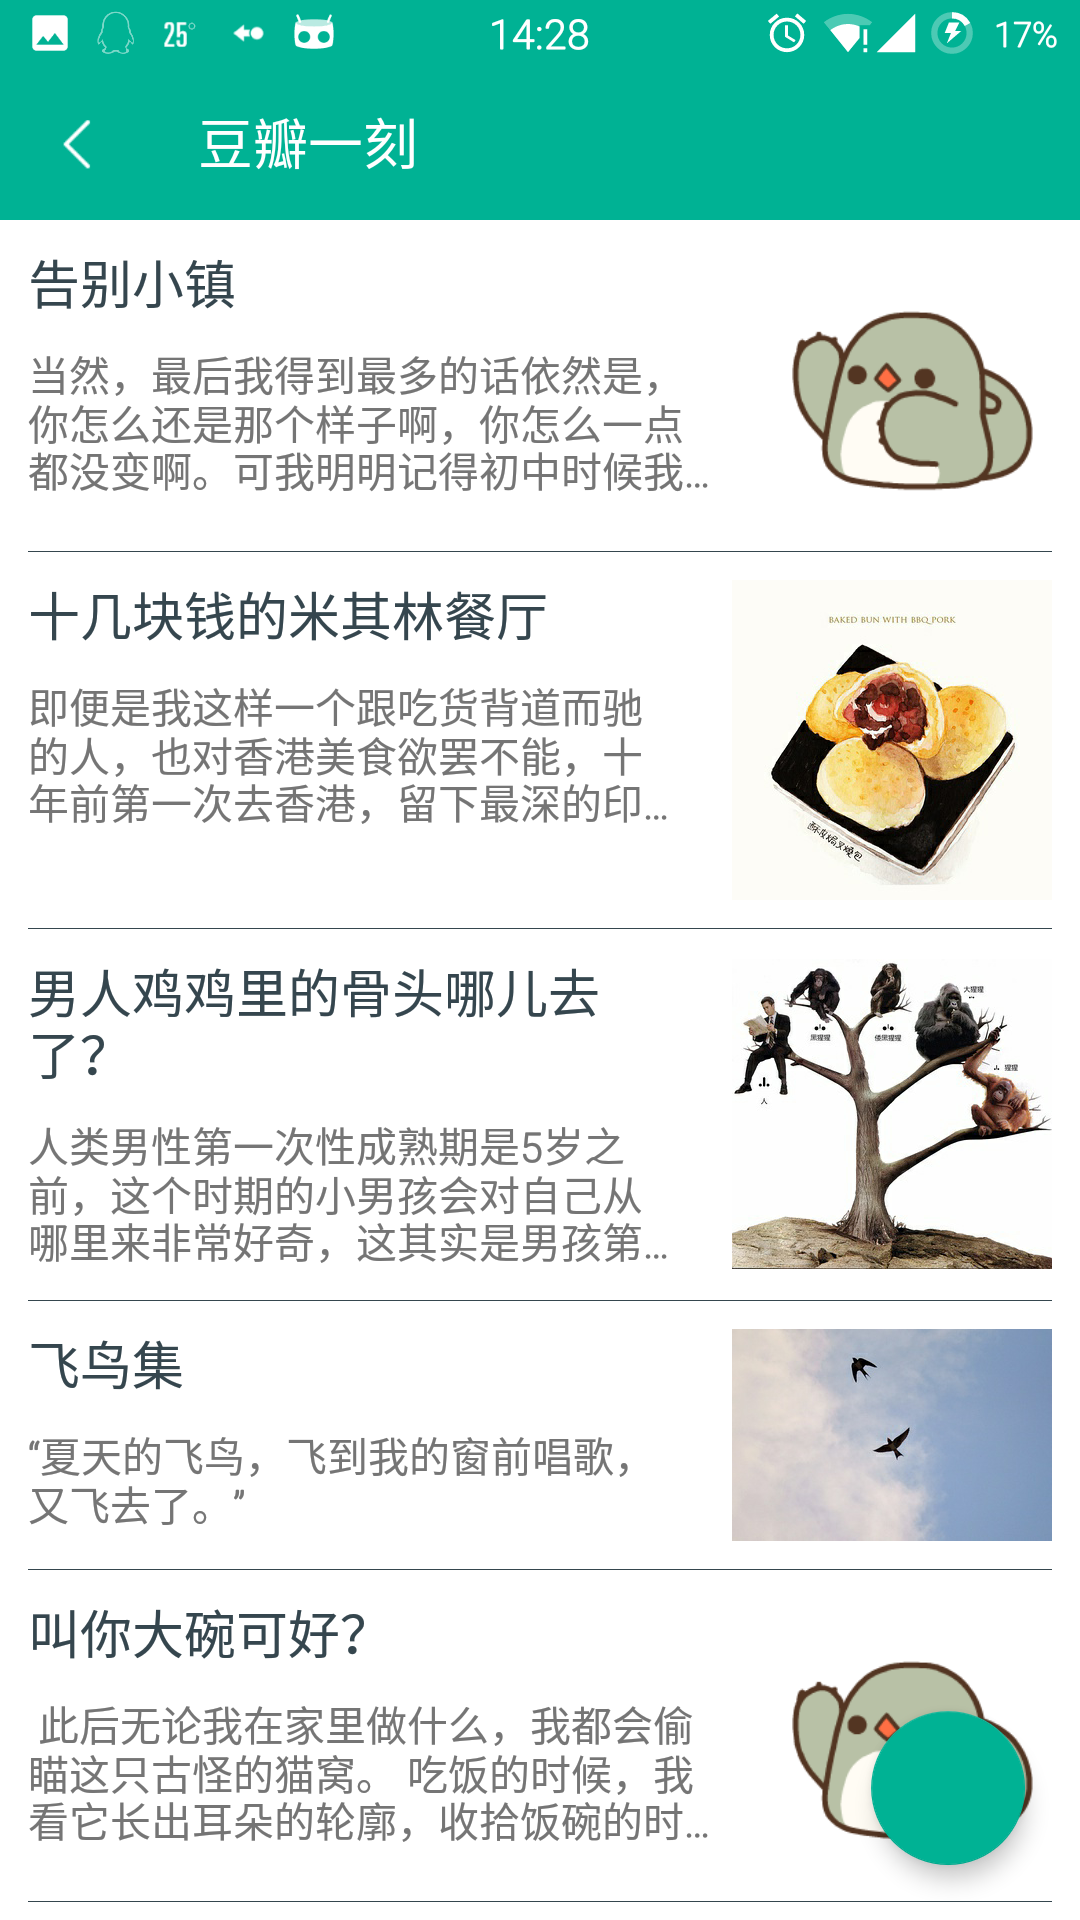 25° 14:28 17%
豆瓣一刻
告别小镇
当然，最后我得到最多的话依然是，
你怎么还是那个样子啊，你怎么一点
都没变啊。可我明明记得初中时候我...
十几块钱的米其林餐厅
即便是我这样一个跟吃货背道而驰
的人，也对香港美食欲罢不能，十
年前第一次去香港，留下最深的印...
BAKED BUN WITH BBQ PORK
酥皮焗叉燒包
男人鸡鸡里的骨头哪儿去
了？
人类男性第一次性成熟期是5岁之
前，这个时期的小男孩会对自己从
哪里来非常好奇，这其实是男孩第...
大猩猩
黑猩猩
倭黑猩猩
猩猩
人
飞鸟集
“夏天的飞鸟， 飞到我的窗前唱歌，
又飞去了。”
叫你大碗可好？
此后无论我在家里做什么，我都会偷
瞄这只古怪的猫窝。 吃饭的时候，我
看它长出耳朵的轮廓，收拾饭碗的时...